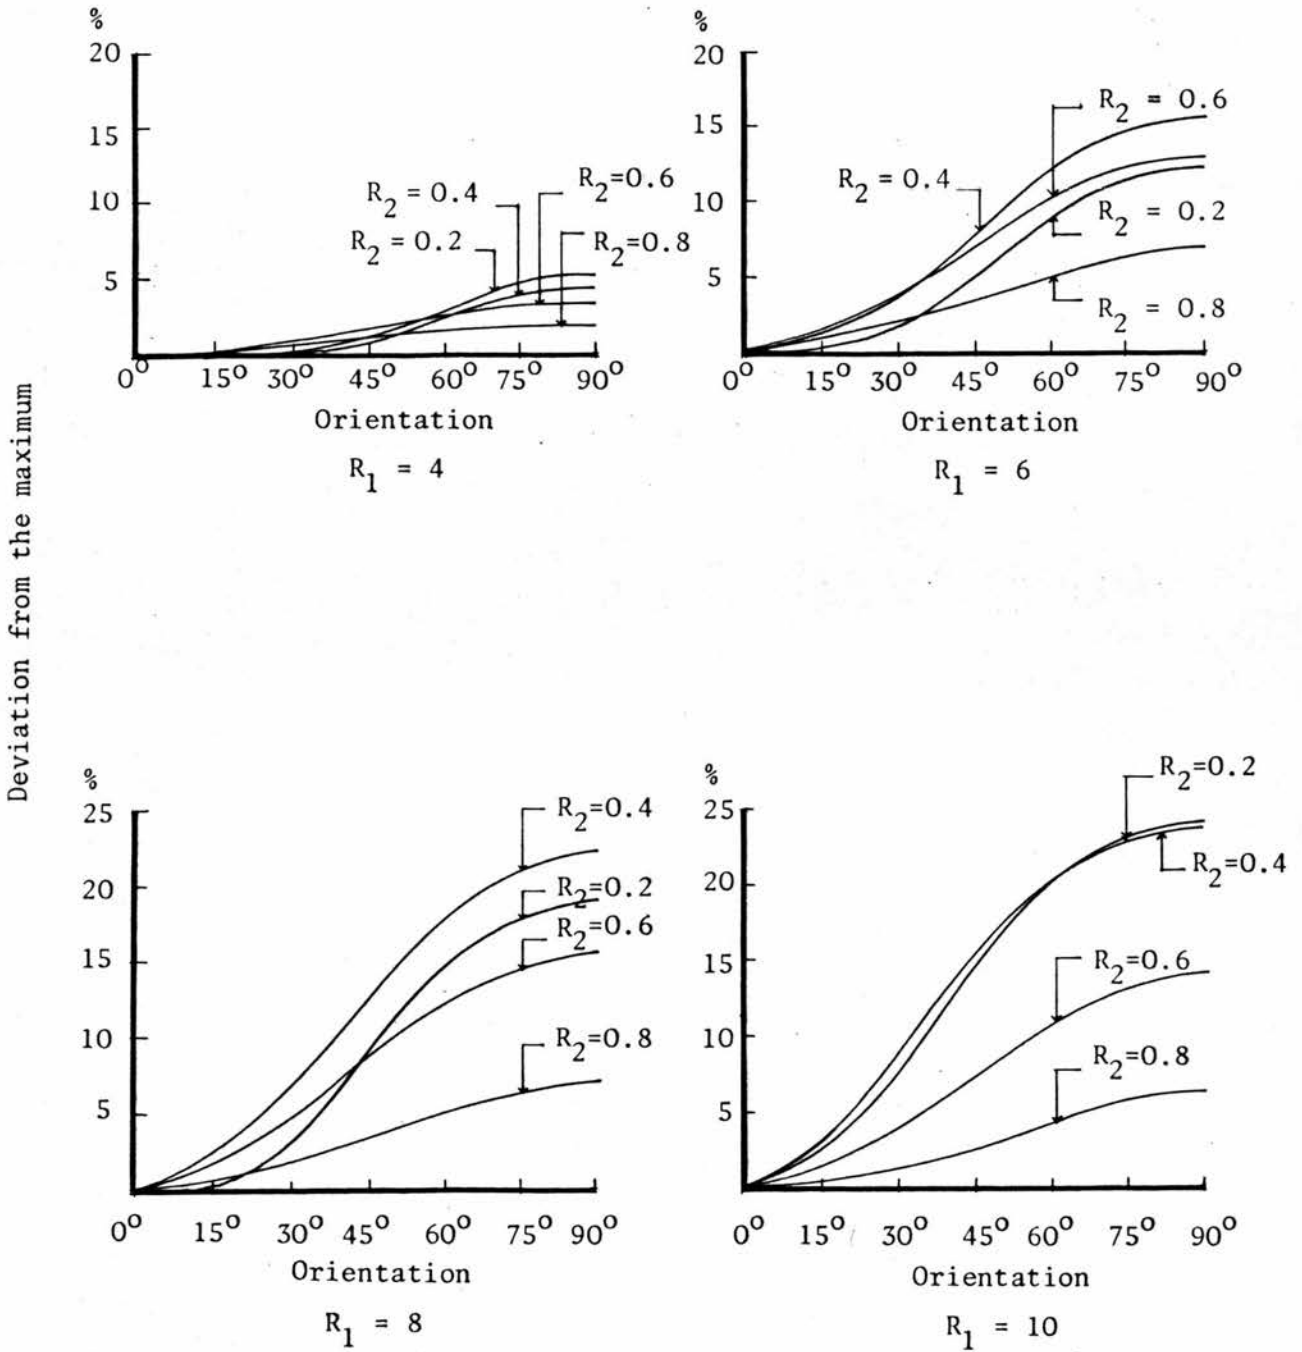 Deviation from the maximum
%
20
15
10
5
R2 = 0.4
R2 = 0.2
R2=0.6
R2=0.8
0° 15° 30° 45° 60° 75° 90°
Orientation
R1 = 4
%
20
15
10
5
R2 = 0.6
R2 = 0.4
R2 = 0.2
R2 = 0.8
0° 15° 30° 45° 60° 75° 90°
Orientation
R1 = 6
%
25
20
15
10
5
R2=0.4
R2=0.2
R2=0.6
R2=0.8
0° 15° 30° 45° 60° 75° 90°
Orientation
R1 = 8
%
25
20
15
10
5
R2=0.2
R2=0.4
R2=0.6
R2=0.8
0° 15° 30° 45° 60° 75° 90°
Orientation
R1 = 10